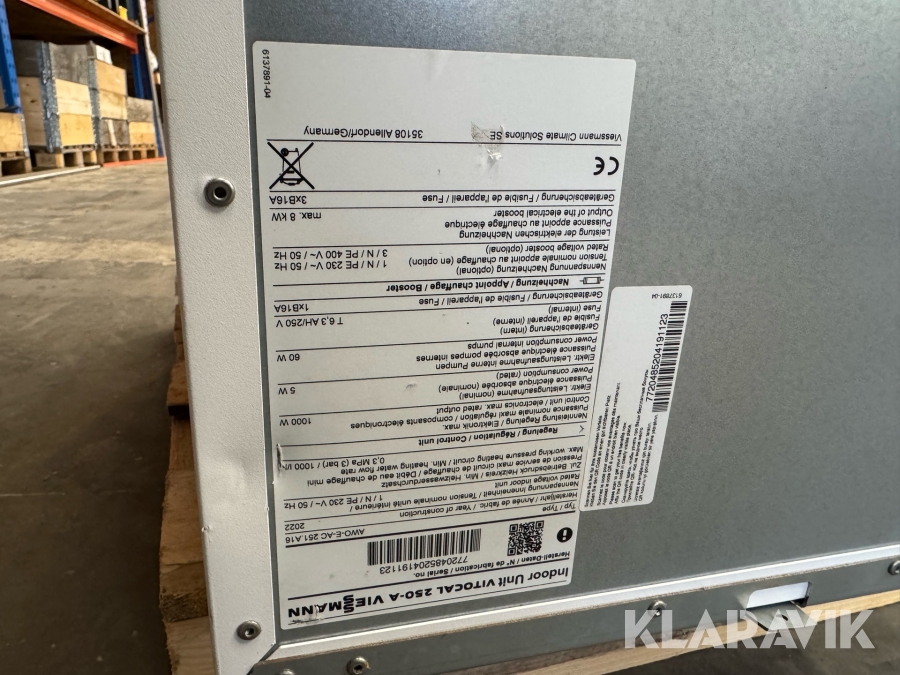 Indoor Unit VITOCAL 250-A VIESSMANN
Herstell-Daten / N° de fabrication / Serial no.
7720485204191123
Typ / Type AWO-E-AC 251.A16
Herstelljahr / Année de fabric. / Year of construction 2022
Nennspannung Inneneinheit / Tension nominale unité intérieure
Rated voltage indoor unit 1 / N / PE 230 V~ / 50 Hz
Zul. Betriebsdruck Heizkreis / Min. Heizwasserdurchsatz
Pression de service maxi circuit de chauffage / Débit eau de chauffage mini
Max. working pressure heating circuit / Min. heating water flow rate
0,3 MPa (3 bar) / 1000 l/h
Regelung / Régulation / Control unit
Nennleistung Regelung / Elektronik max.
Puissance nominale maxi régulation / composants électroniques
Control / unit / electronics max. rated output 1000 W
Elektr. Leistungsaufnahme (nominal)
Puissance électrique absorbée (nominale)
Power consumption (rated) 5 W
Elektr. Leistungsaufnahme internen Pumpen
Puissance électrique absorbée pompes internes
Power consumption internal pumps 60 W
Geräteabsicherung (intern)
Fusible de l'appareil (interne)
Fuse (internal) T 6,3 AH/250 V
Geräteabsicherung / Fusible de l'appareil / Fuse 1xB16A
Nachheizung / Appoint chauffage / Booster
Nennspannung Nachheizung (optional)
Tension nominale appoint chauffage (en option)
Rated voltage booster (optional)
1 / N / PE 230 V / 50 Hz
3 / N / PE 400 V ~ / 50 Hz
Leistung der elektrischen Nachheizung
Puissance appoint chauffage électrique
Output of the electrical booster max. 8 kW
Geräteabsicherung / Fusible de l'appareil / Fuse 3xB16A
CE
Viessmann Climate Solutions SE 35108 Allendorf/Germany
6137891-04
6137891-04
7720485204191123
KLARAVIK